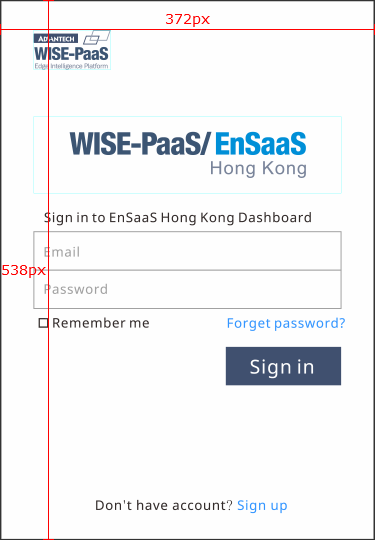 372px
ADVANTECH
WISE-PaaS
Edge Intelligence Platform
WISE-PaaS/EnSaaS
Hong Kong
Sign in to EnSaaS Hong Kong Dashboard
Email
538px
Password
Remember me Forget password?
Sign in
Don't have account? Sign up